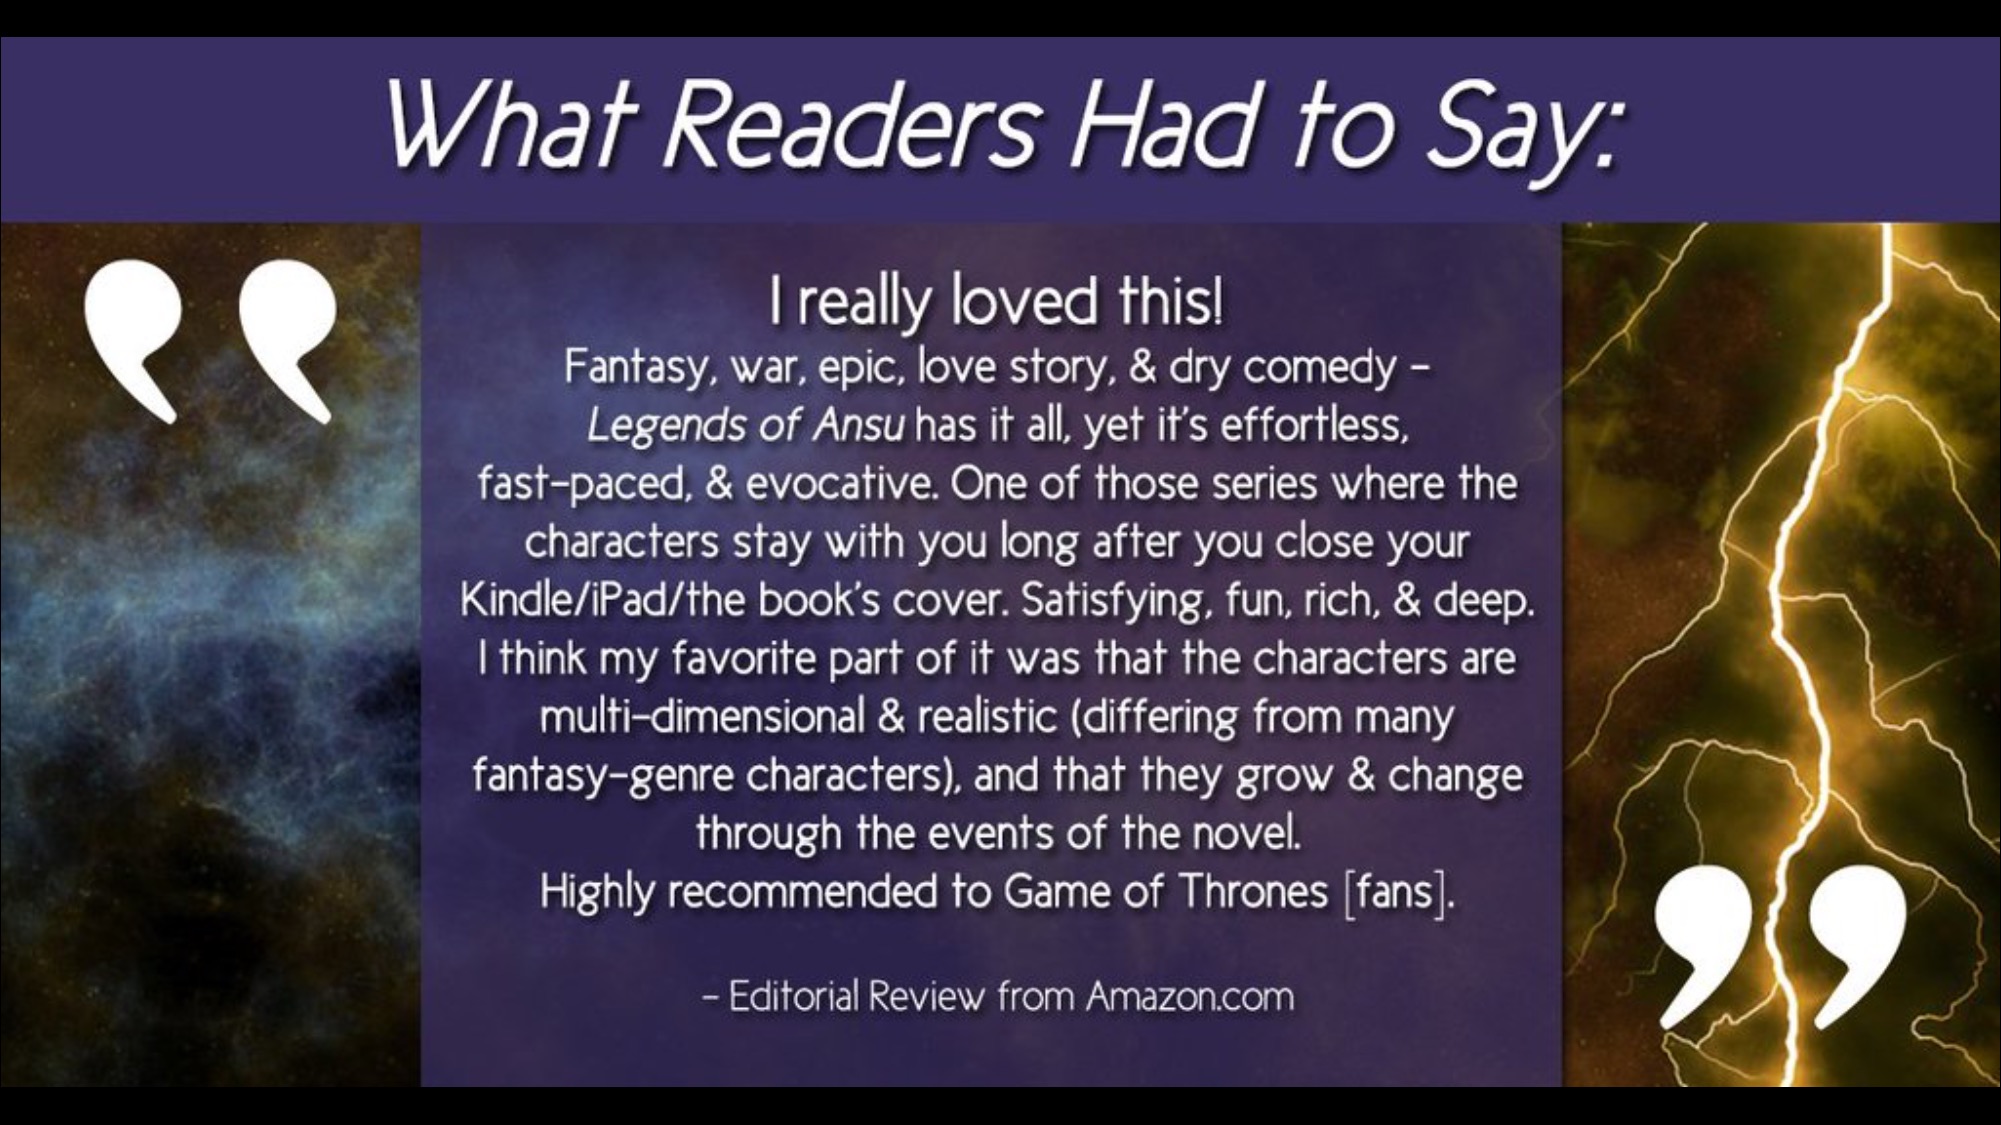 What Readers Had to Say:
I really loved this!
Fantasy, war, epic, love story, & dry comedy –
Legends of Ansu has it all, yet it's effortless,
fast-paced, & evocative. One of those series where the
characters stay with you long after you close your
Kindle/iPad/the book's cover. Satisfying, fun, rich, & deep.
I think my favorite part of it was that the characters are
multi-dimensional & realistic (differing from many
fantasy-genre characters), and that they grow & change
through the events of the novel.
Highly recommended to Game of Thrones [fans].
– Editorial Review from Amazon.com